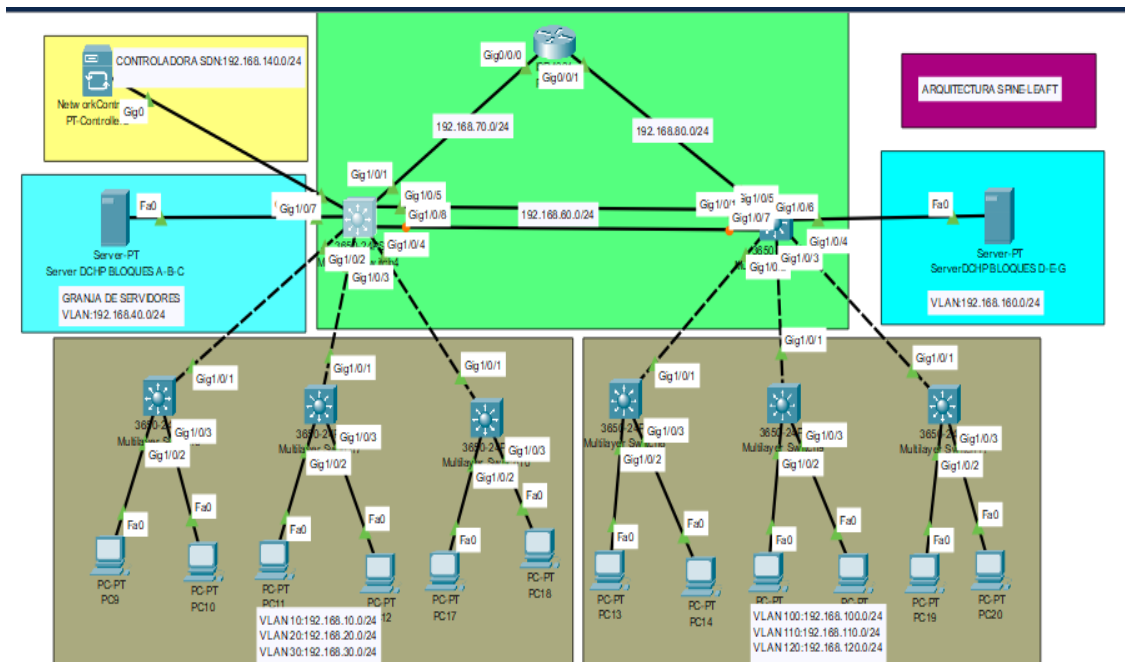 CONTROLADORA SDN:192.168.140.0/24
Gig0/0/0
Gig0/0/1
ARQUITECTURA SPINE-LEAFT
PT-Controller
Gig0
192.168.70.0/24
192.168.80.0/24
Gig1/0/1
Gig1/0/5
Gig1/0/8
192.168.60.0/24
Gig1/0/5
Gig1/0/6
Gig1/0/7
Fa0
Gig1/0/7
Fa0
Gig1/0/4
Gig1/0/2
Gig1/0/3
Gig1/0/4
Gig1/0/3
Server-PT
Server DCHP BLOQUES A-B-C
Server-PT
ServerDCHP BLOQUES D-E-G
GRANJA DE SERVIDORES
VLAN:192.168.40.0/24
VLAN:192.168.160.0/24
Gig1/0/1
Gig1/0/1
Gig1/0/1
Gig1/0/1
Gig1/0/1
Gig1/0/1
Gig1/0/3
Gig1/0/2
Gig1/0/3
Gig1/0/2
Gig1/0/3
Gig1/0/2
Gig1/0/3
Gig1/0/2
Gig1/0/3
Gig1/0/2
Gig1/0/3
Gig1/0/2
Fa0
Fa0
Fa0
Fa0
Fa0
Fa0
Fa0
Fa0
Fa0
Fa0
Fa0
Fa0
PC-PT
PC9
PC-PT
PC10
PC-PT
PC11
PC-PT
PC-PT
PC17
PC-PT
PC18
PC-PT
PC13
PC-PT
PC14
PC-PT
PC-PT
PC-PT
PC19
PC-PT
PC20
VLAN 10:192.168.10.0/24
VLAN 20:192.168.20.0/24
VLAN 30:192.168.30.0/24
VLAN 100:192.168.100.0/24
VLAN 110:192.168.110.0/24
VLAN 120:192.168.120.0/24